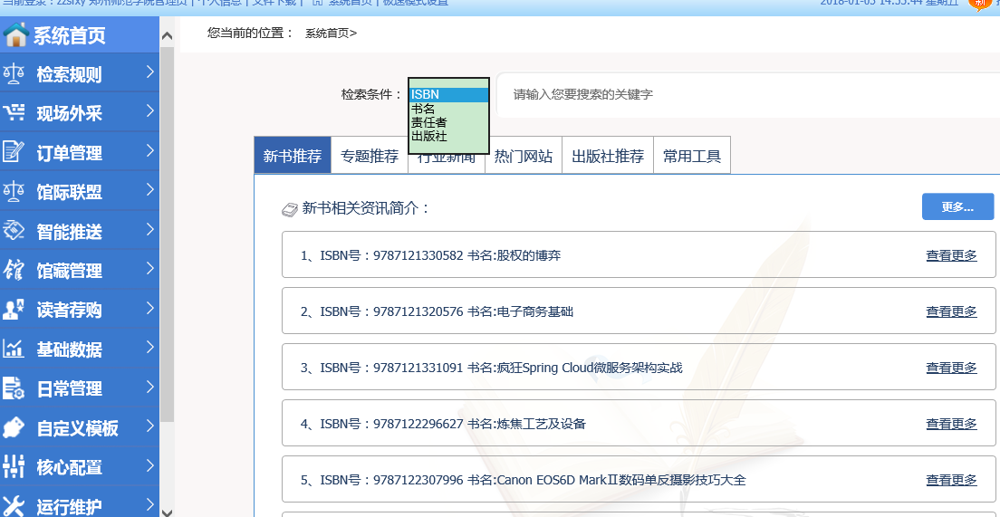 当前登录：zzsfxy 郑州师范学院管理员 | 个人信息 | 文件下载 | 系统首页 | 极速模式设置
2018-01-05 14:55:44 星期五
新
系统首页
检索规则
现场外采
订单管理
馆际联盟
智能推送
馆藏管理
读者荐购
基础数据
日常管理
自定义模板
核心配置
运行维护
您当前的位置： 系统首页>
检索条件：
ISBN
书名
责任者
出版社
请输入您要搜索的关键字
新书推荐 专题推荐 行业新闻 热门网站 出版社推荐 常用工具
新书相关资讯简介：
更多...
1、ISBN号：9787121330582 书名:股权的博弈 查看更多
2、ISBN号：9787121320576 书名:电子商务基础 查看更多
3、ISBN号：9787121331091 书名:疯狂Spring Cloud微服务架构实战 查看更多
4、ISBN号：9787122296627 书名:炼焦工艺及设备 查看更多
5、ISBN号：9787122307996 书名:Canon EOS6D MarkⅡ数码单反摄影技巧大全 查看更多